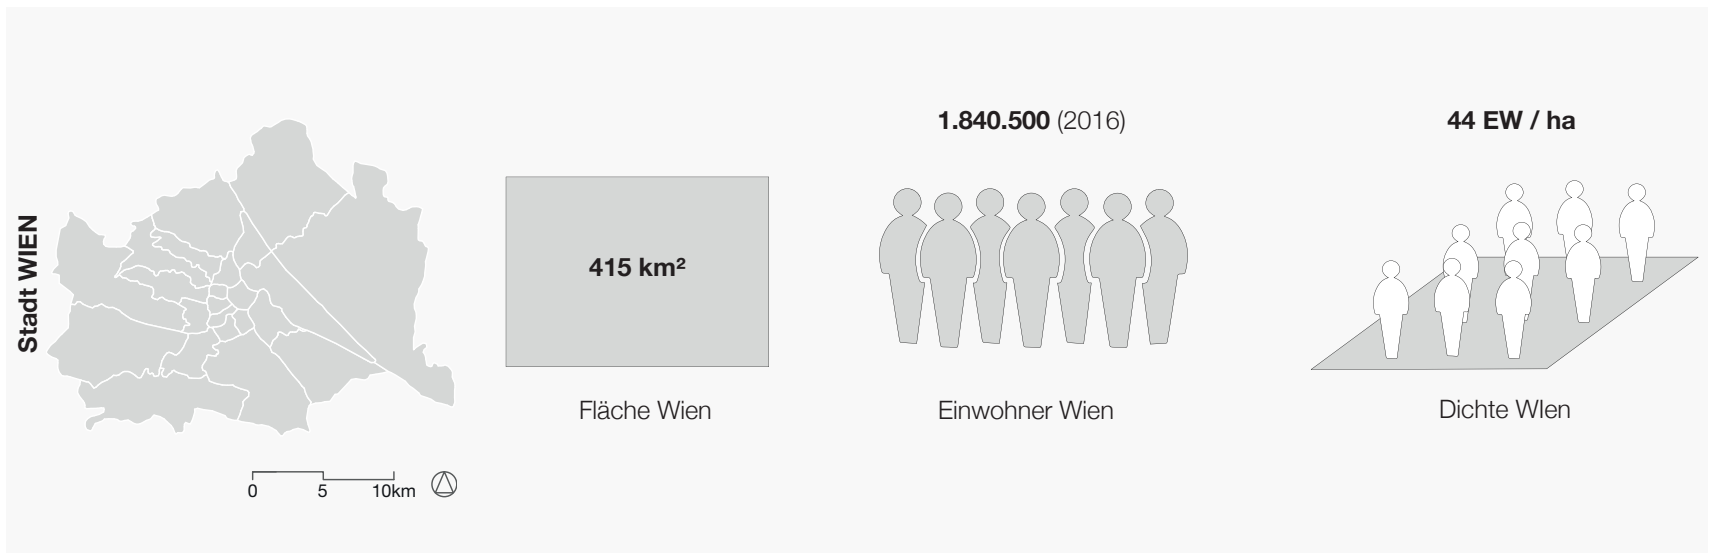 Stadt WIEN
415 km²
Fläche Wien
1.840.500 (2016)
Einwohner Wien
44 EW / ha
Dichte WIen
0 5 10km